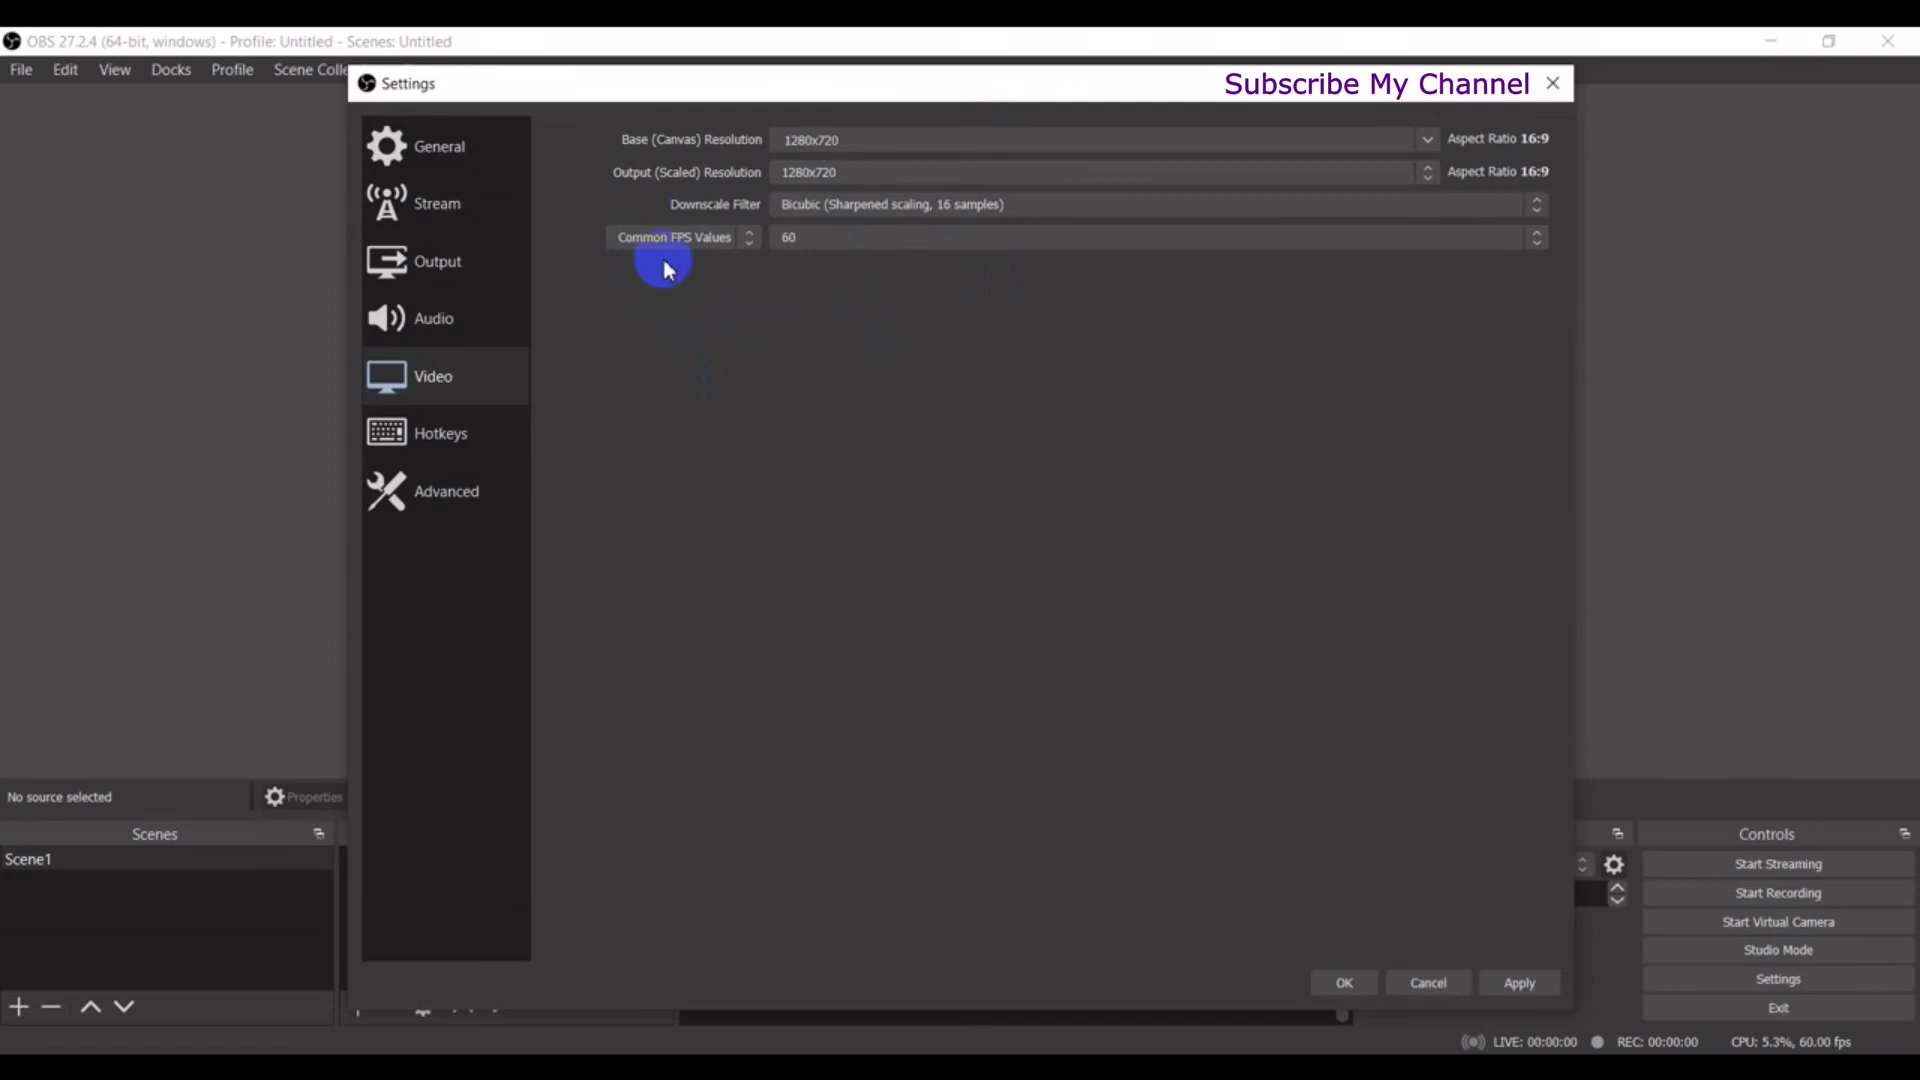 OBS 27.2.4 (64-bit, windows) - Profile: Untitled - Scenes: Untitled
File Edit View Docks Profile Scene Colle
Settings
Subscribe My Channel
General
Stream
Output
Audio
Video
Hotkeys
Advanced
Base (Canvas) Resolution 1280x720 Aspect Ratio 16:9
Output (Scaled) Resolution 1280x720 Aspect Ratio 16:9
Downscale Filter Bicubic (Sharpened scaling, 16 samples)
Common FPS Values 60
OK Cancel Apply
No source selected Properties
Scenes
Scene1
Controls
Start Streaming
Start Recording
Start Virtual Camera
Studio Mode
Settings
Exit
LIVE: 00:00:00 REC: 00:00:00 CPU: 5.3%, 60.00 fps